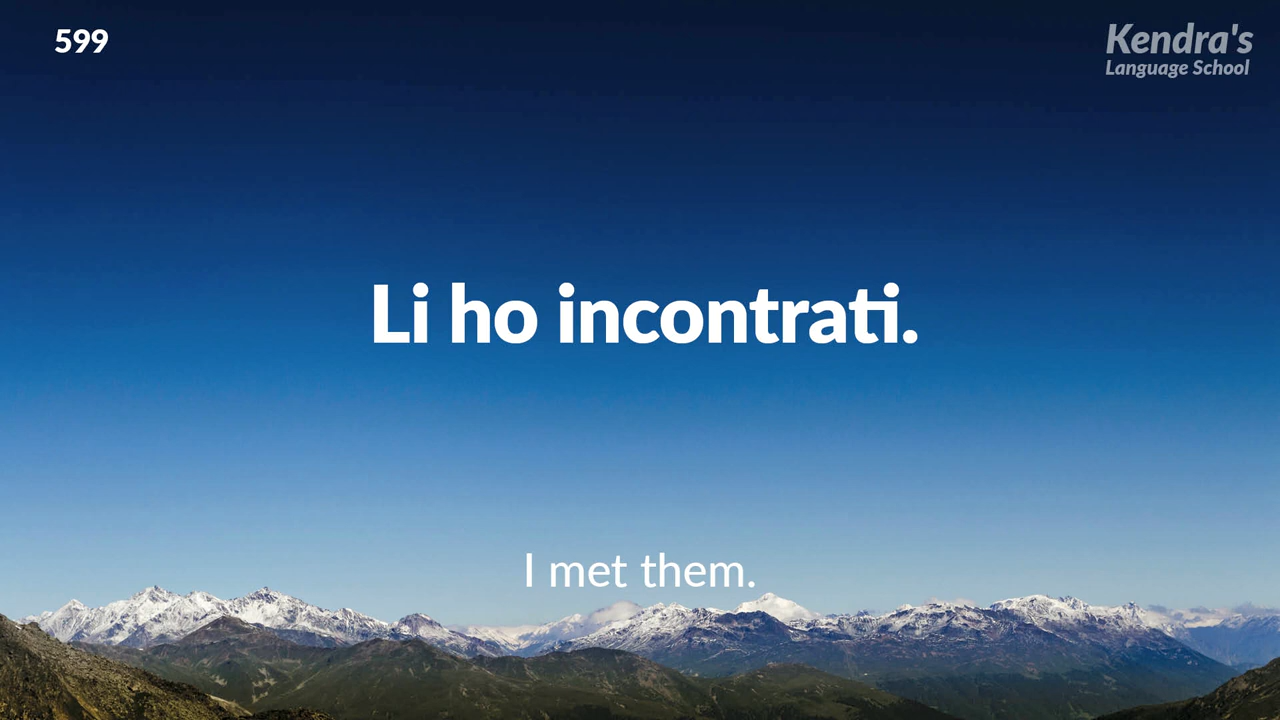 599
Kendra's
Language School
Li ho incontrati.
I met them.